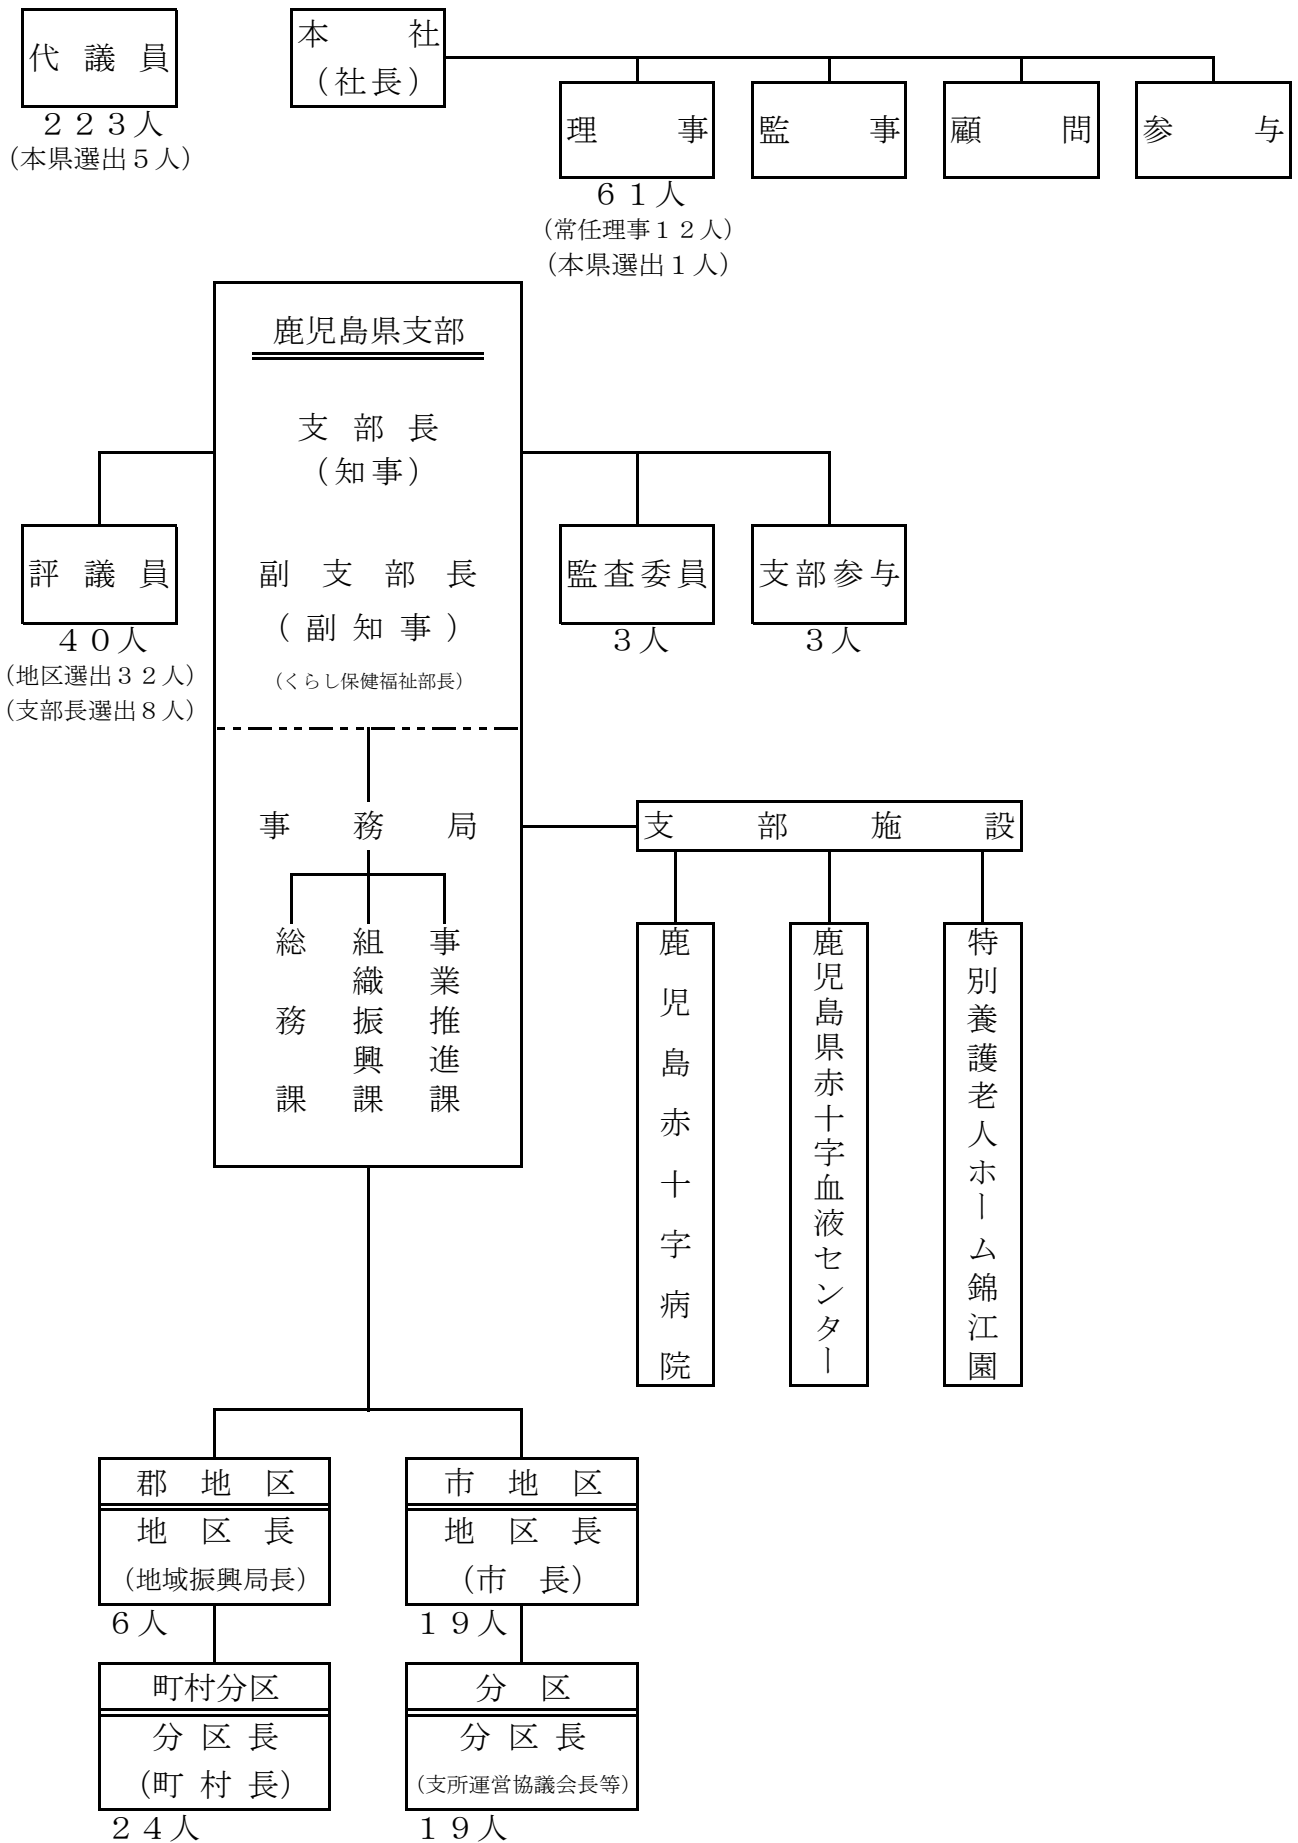 代議員
２２３人
（本県選出５人）
本社
（社長）
理事
６１人
（常任理事１２人）
（本県選出１人）
監事
顧問
参与
鹿児島県支部
支部長
（知事）
副支部長
（副知事）
（くらし保健福祉部長）
評議員
４０人
（地区選出３２人）
（支部長選出８人）
監査委員
３人
支部参与
３人
事務局
総務課
組織振興課
事業推進課
支部施設
鹿児島赤十字病院
鹿児島県赤十字血液センター
特別養護老人ホーム錦江園
郡地区
地区長
（地域振興局長）
６人
市地区
地区長
（市　長）
１９人
町村分区
分区長
（町村長）
２４人
分区
分区長
（支所運営協議会長等）
１９人